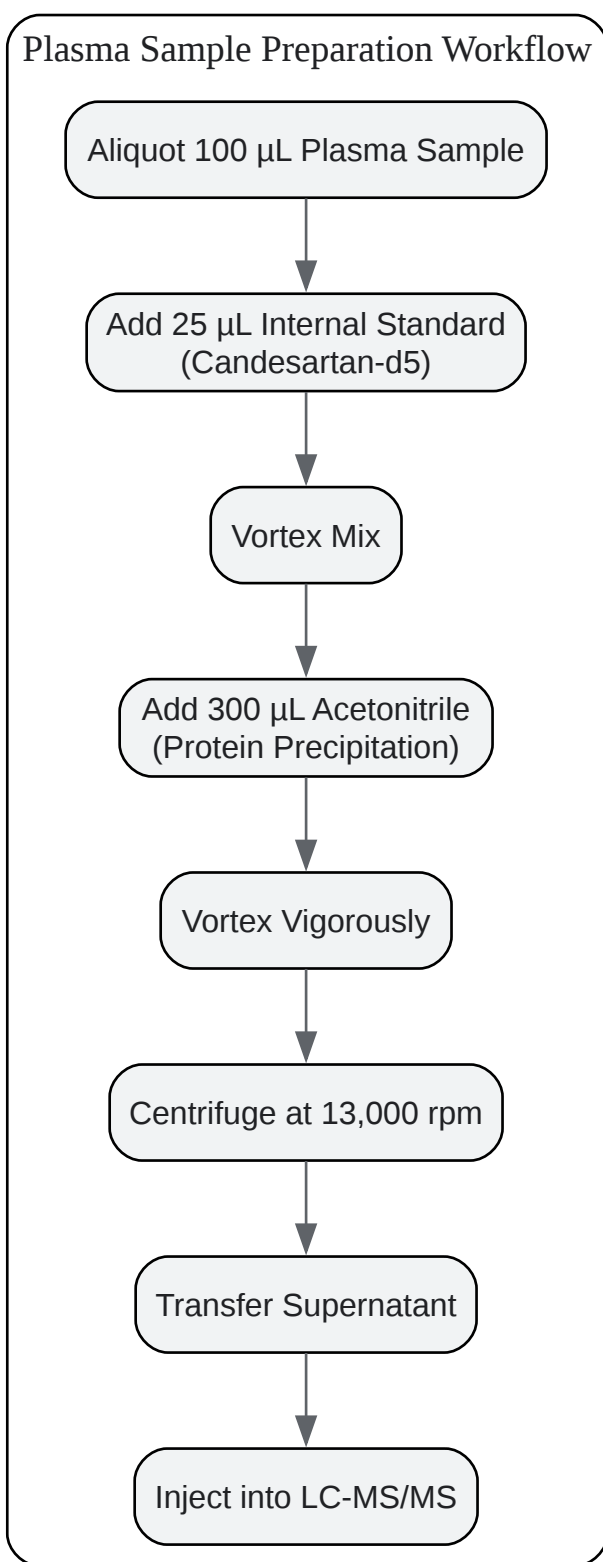 Plasma Sample Preparation Workflow
Aliquot 100 µL Plasma Sample
Add 25 µL Internal Standard
(Candesartan-d5)
Vortex Mix
Add 300 µL Acetonitrile
(Protein Precipitation)
Vortex Vigorously
Centrifuge at 13,000 rpm
Transfer Supernatant
Inject into LC-MS/MS